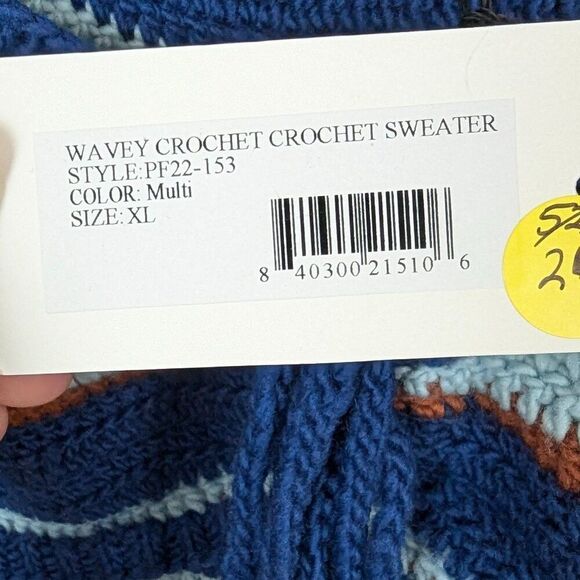 WAVEY CROCHET CROCHET SWEATER
STYLE:PF22-153
COLOR: Multi
SIZE:XL
8 40300 21510 6